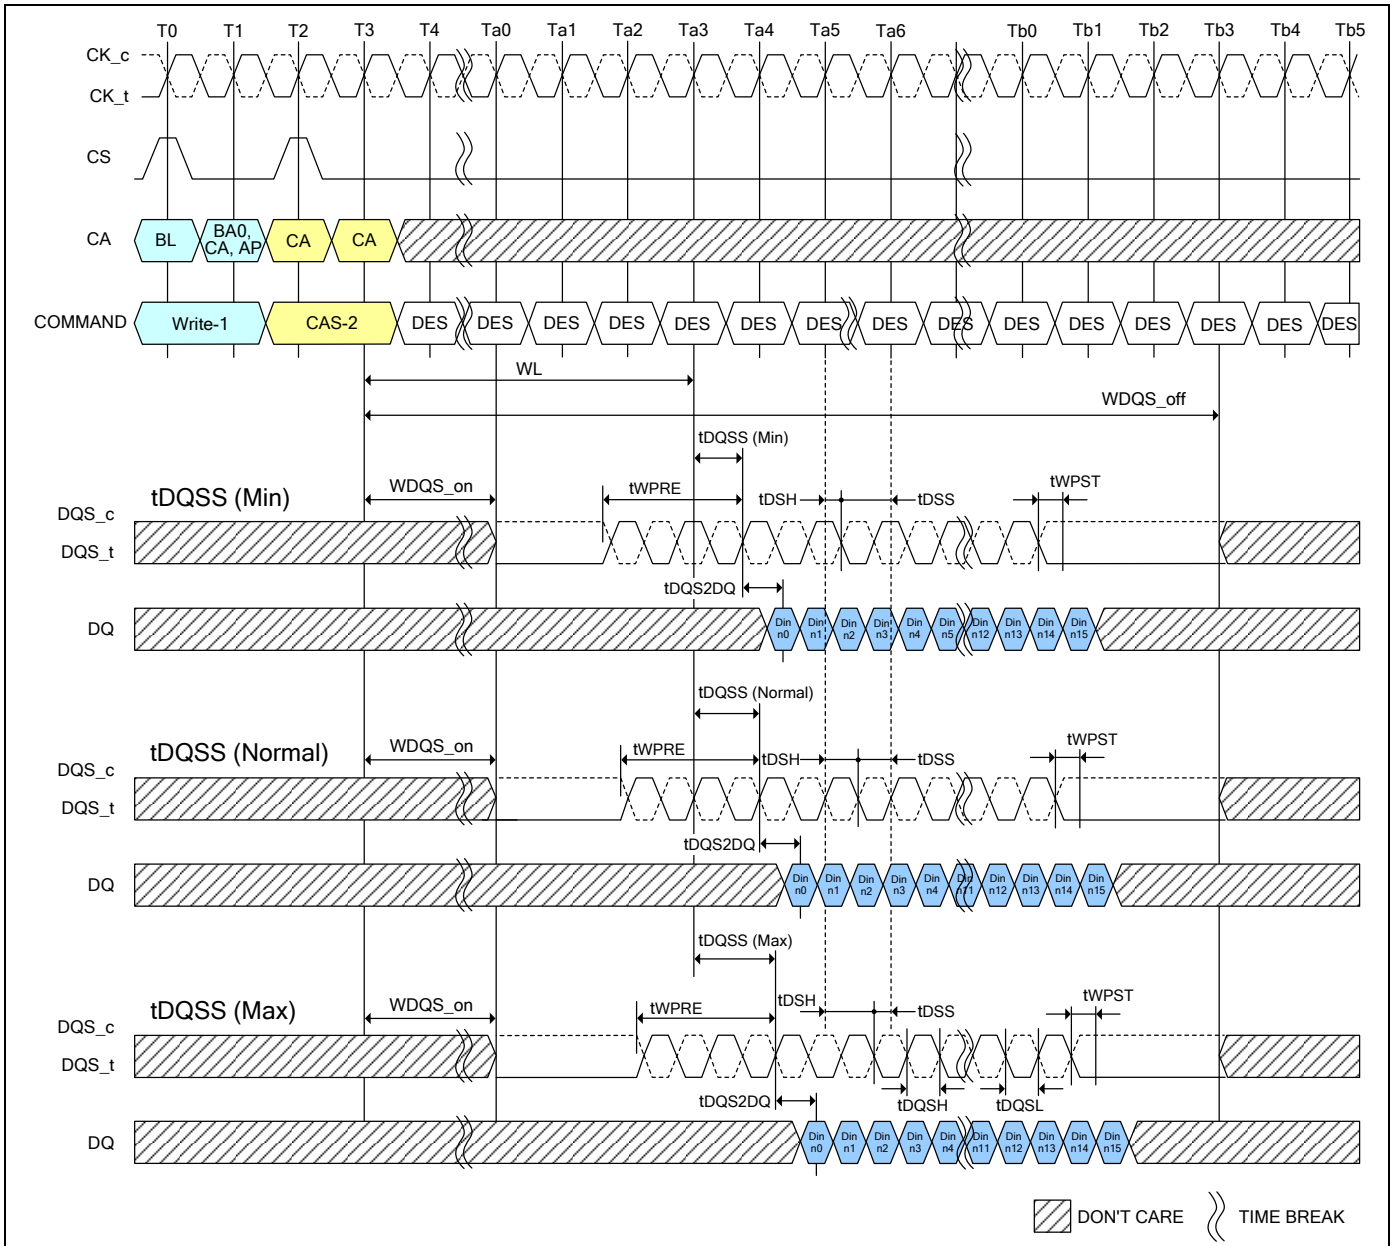 T0 T1 T2 T3 T4 Ta0 Ta1 Ta2 Ta3 Ta4 Ta5 Ta6 Tb0 Tb1 Tb2 Tb3 Tb4 Tb5
CK_c
CK_t
CS
CA BL BA0, CA, AP CA CA
COMMAND Write-1 CAS-2 DES DES DES DES DES DES DES DES DES DES DES DES DES DES DES
WL
WDQS_off
tDQSS (Min)
tDQSS (Min) WDQS_on tWPRE tDSH tDSS tWPST
DQS_c
DQS_t
tDQS2DQ
DQ Din n0 Din n1 Din n2 Din n3 Din n4 Din n5 Din n12 Din n13 Din n14 Din n15
tDQSS (Normal)
tDQSS (Normal) WDQS_on tWPRE tDSH tDSS tWPST
DQS_c
DQS_t
tDQS2DQ
DQ Din n0 Din n1 Din n2 Din n3 Din n4 Din n11 Din n12 Din n13 Din n14 Din n15
tDQSS (Max)
tDQSS (Max) WDQS_on tWPRE tDSH tDSS tWPST
DQS_c
DQS_t
tDQS2DQ tDQSH tDQSL
DQ Din n0 Din n1 Din n2 Din n3 Din n4 Din n11 Din n12 Din n13 Din n14 Din n15
DON'T CARE TIME BREAK